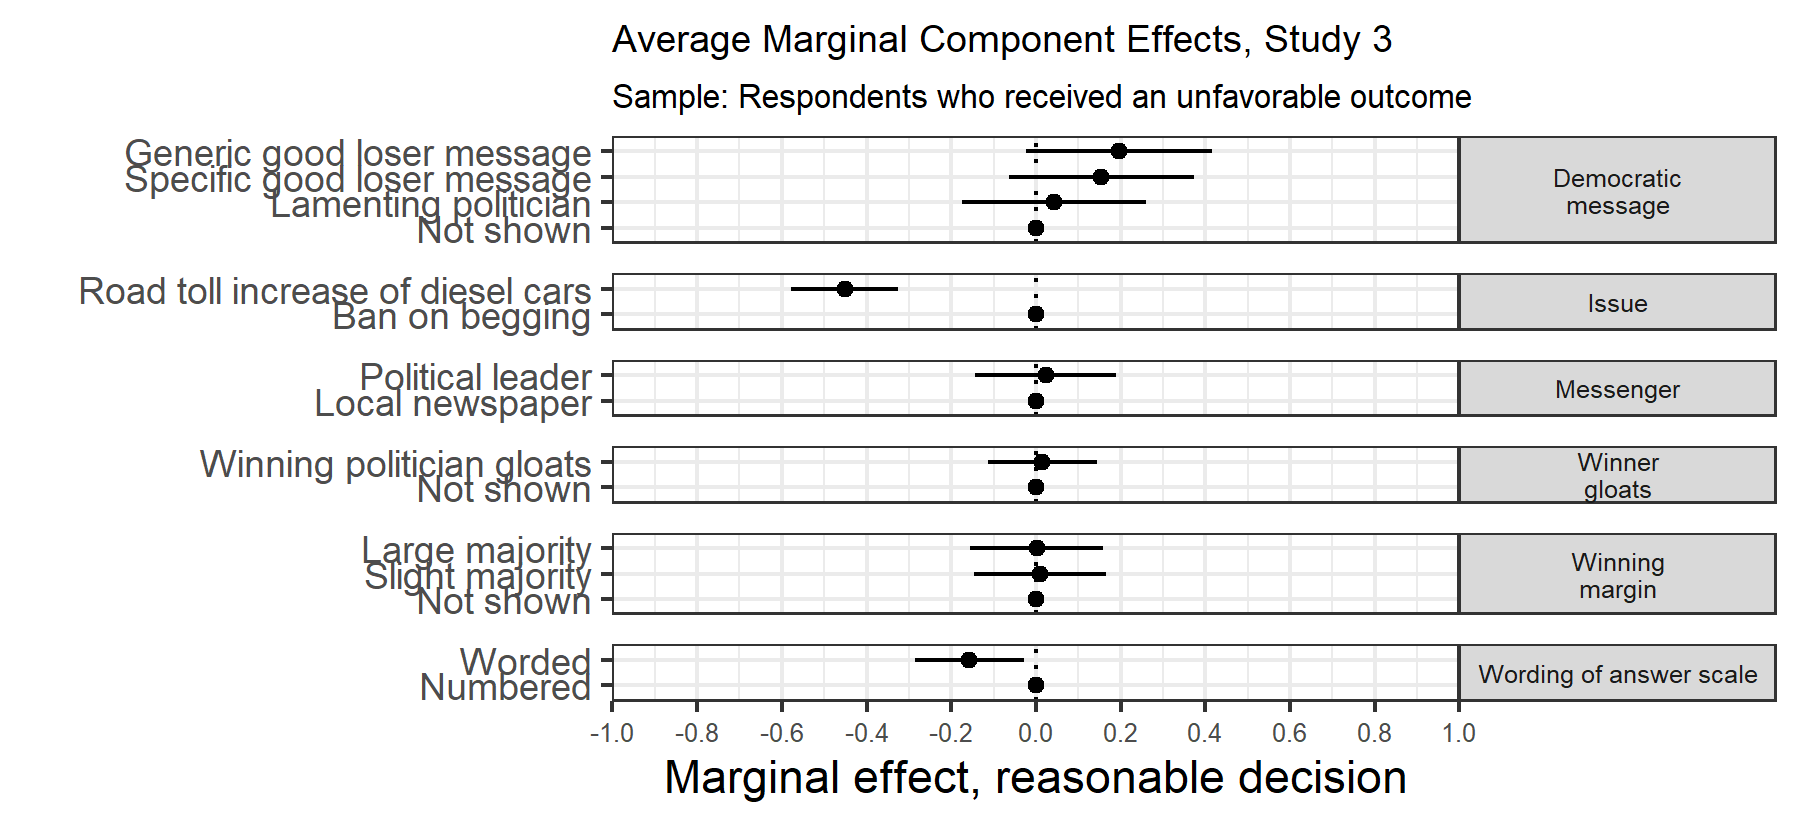 Average Marginal Component Effects, Study 3
Sample: Respondents who received an unfavorable outcome
Generic good loser message
Specific good loser message
Lamenting politician
Not shown
Democratic
message
Road toll increase of diesel cars
Ban on begging
Issue
Political leader
Local newspaper
Messenger
Winning politician gloats
Not shown
Winner
gloats
Large majority
Slight majority
Not shown
Winning
margin
Worded
Numbered
Wording of answer scale
-1.0 -0.8 -0.6 -0.4 -0.2 0.0 0.2 0.4 0.6 0.8 1.0
Marginal effect, reasonable decision